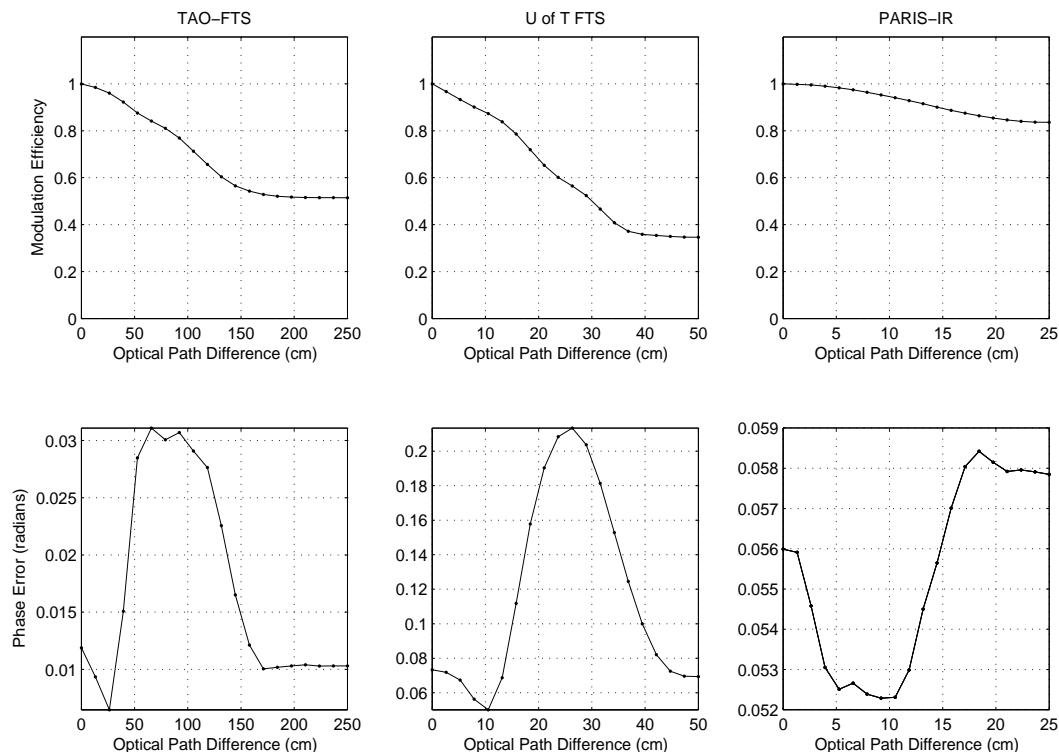 TAO−FTS
U of T FTS
PARIS−IR
Modulation Efficiency
1
0.8
0.6
0.4
0.2
0
0 50 100 150 200 250
Optical Path Difference (cm)
1
0.8
0.6
0.4
0.2
0
0 10 20 30 40 50
Optical Path Difference (cm)
1
0.8
0.6
0.4
0.2
0
0 5 10 15 20 25
Optical Path Difference (cm)
Phase Error (radians)
0.03
0.025
0.02
0.015
0.01
0 50 100 150 200 250
Optical Path Difference (cm)
0.2
0.18
0.16
0.14
0.12
0.1
0.08
0.06
0 10 20 30 40 50
Optical Path Difference (cm)
0.059
0.058
0.057
0.056
0.055
0.054
0.053
0.052
0 5 10 15 20 25
Optical Path Difference (cm)